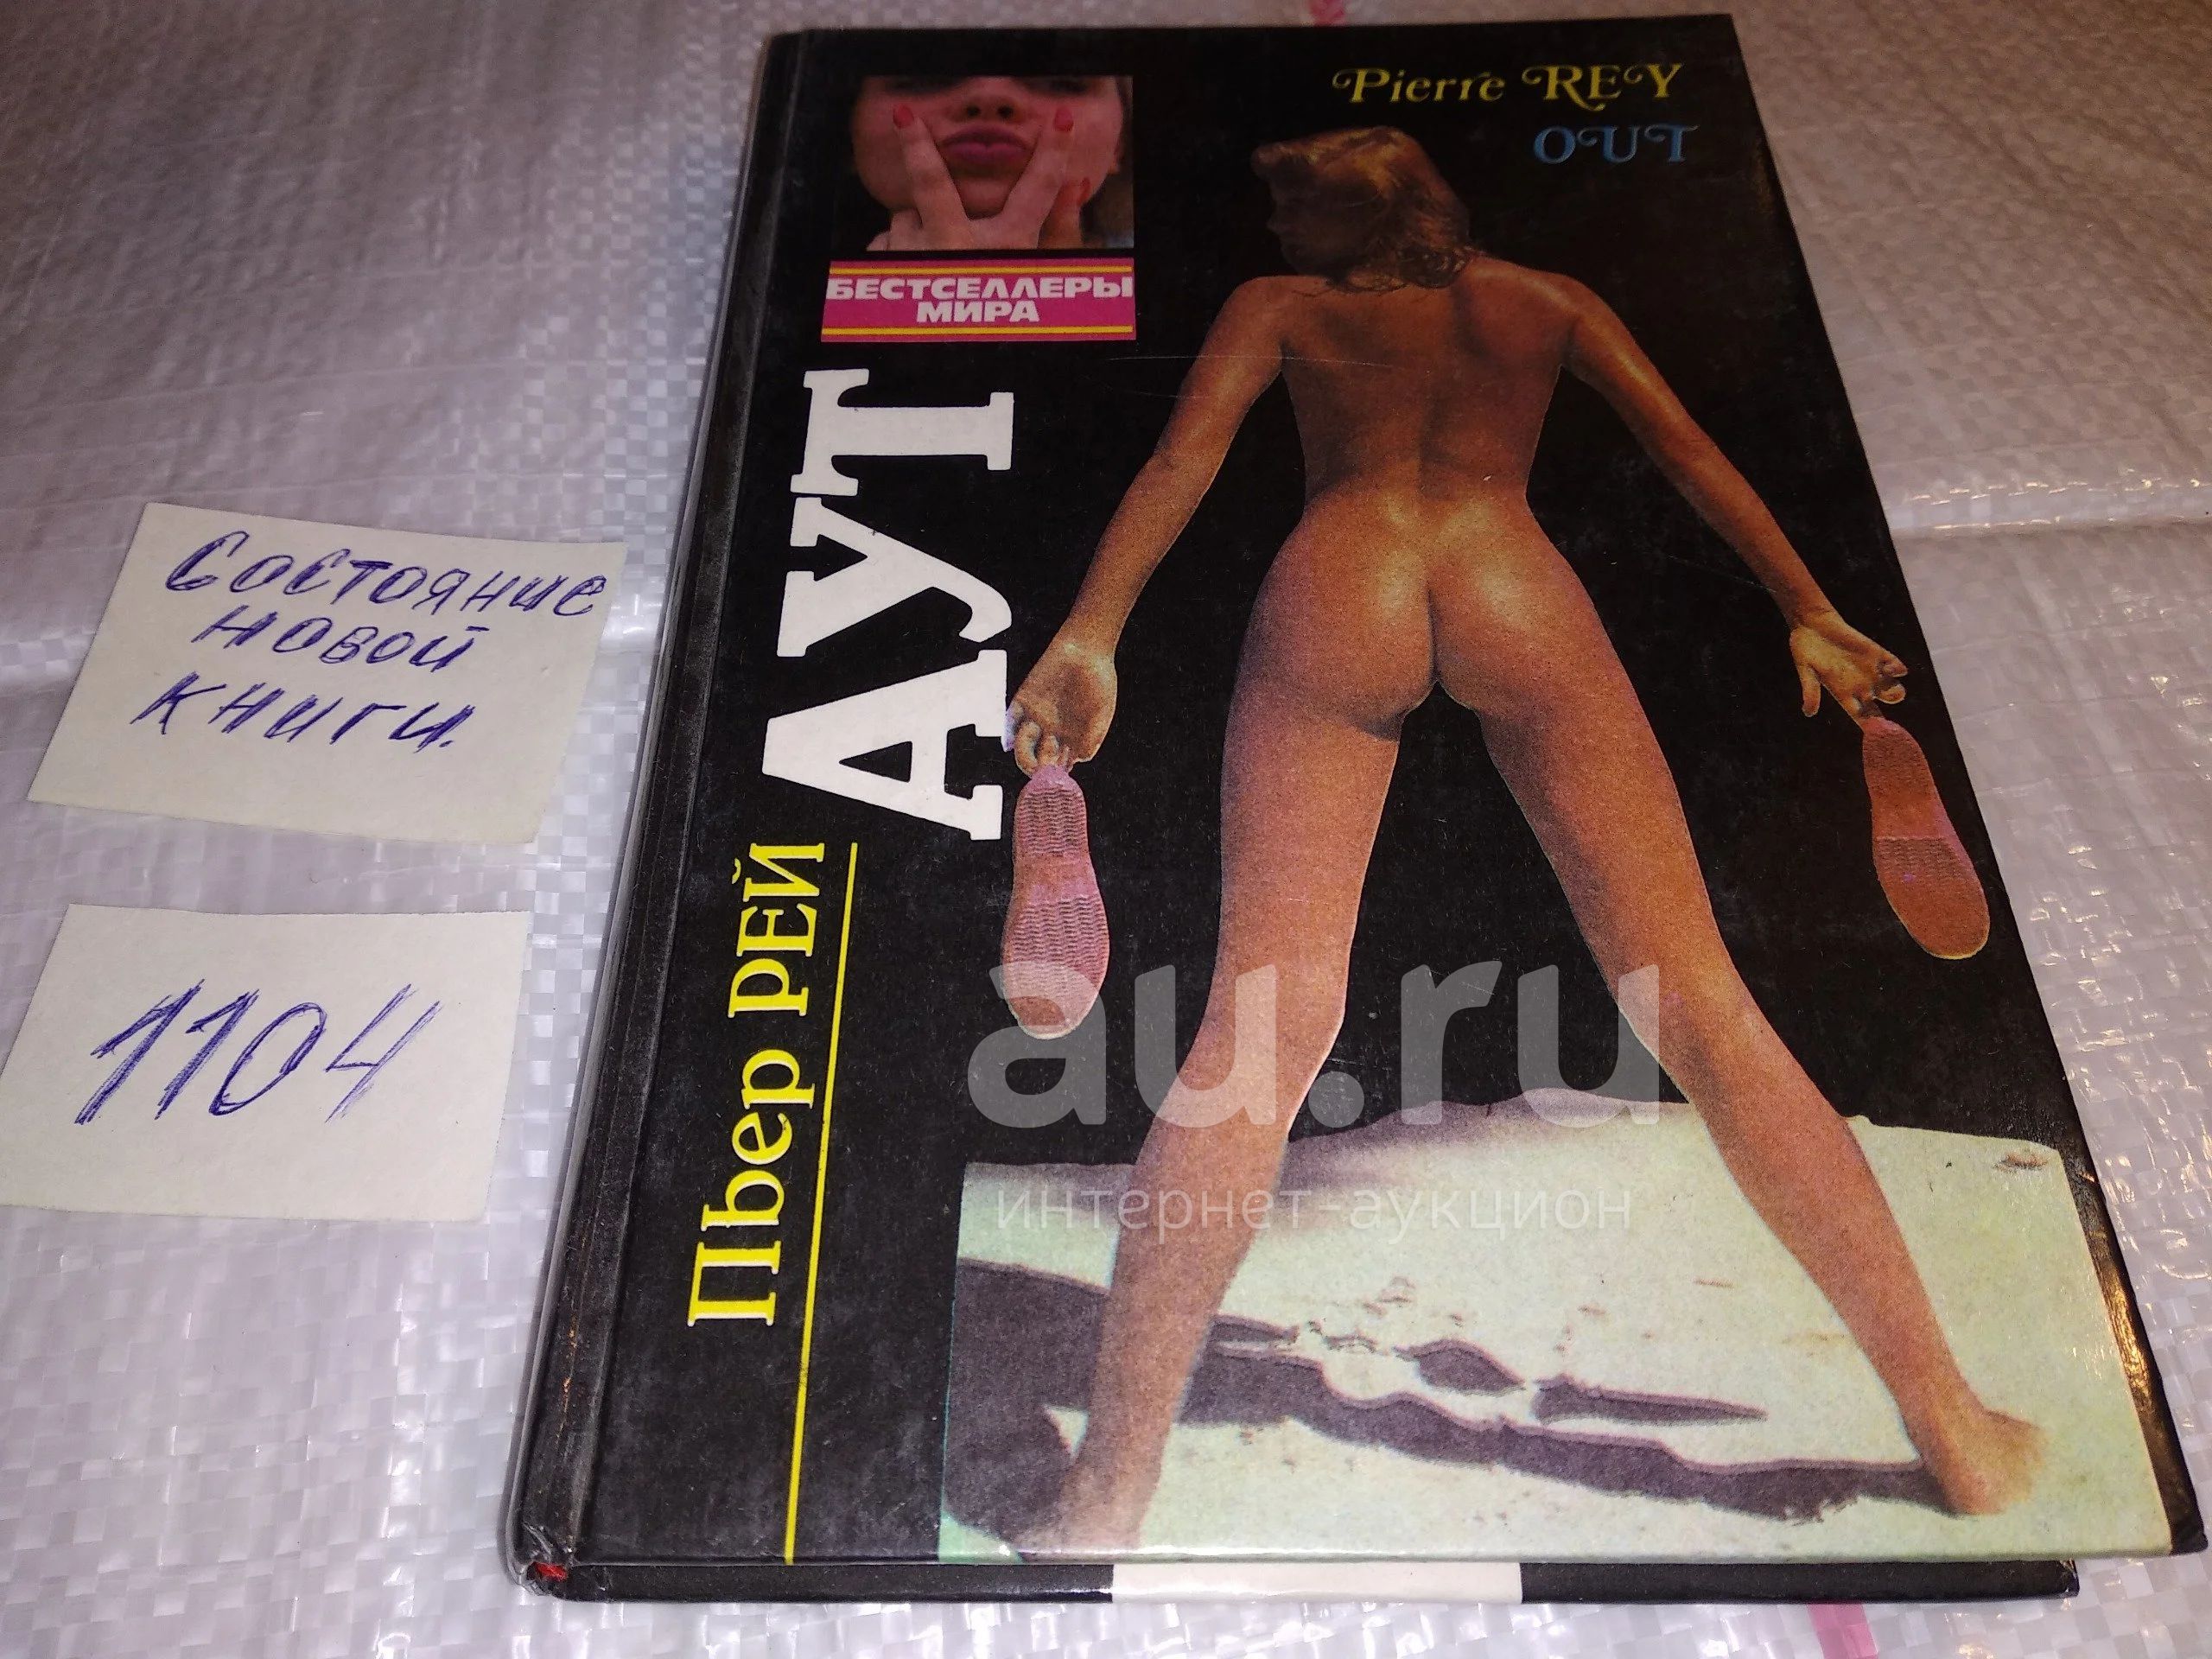 Pierre REY
OUT
БЕСТСЕЛЛЕРЫ
МИРА
Пьер РЕЙ
АУТ
Состояние
новой
книги.
1104
au.ru
интернет-аукцион